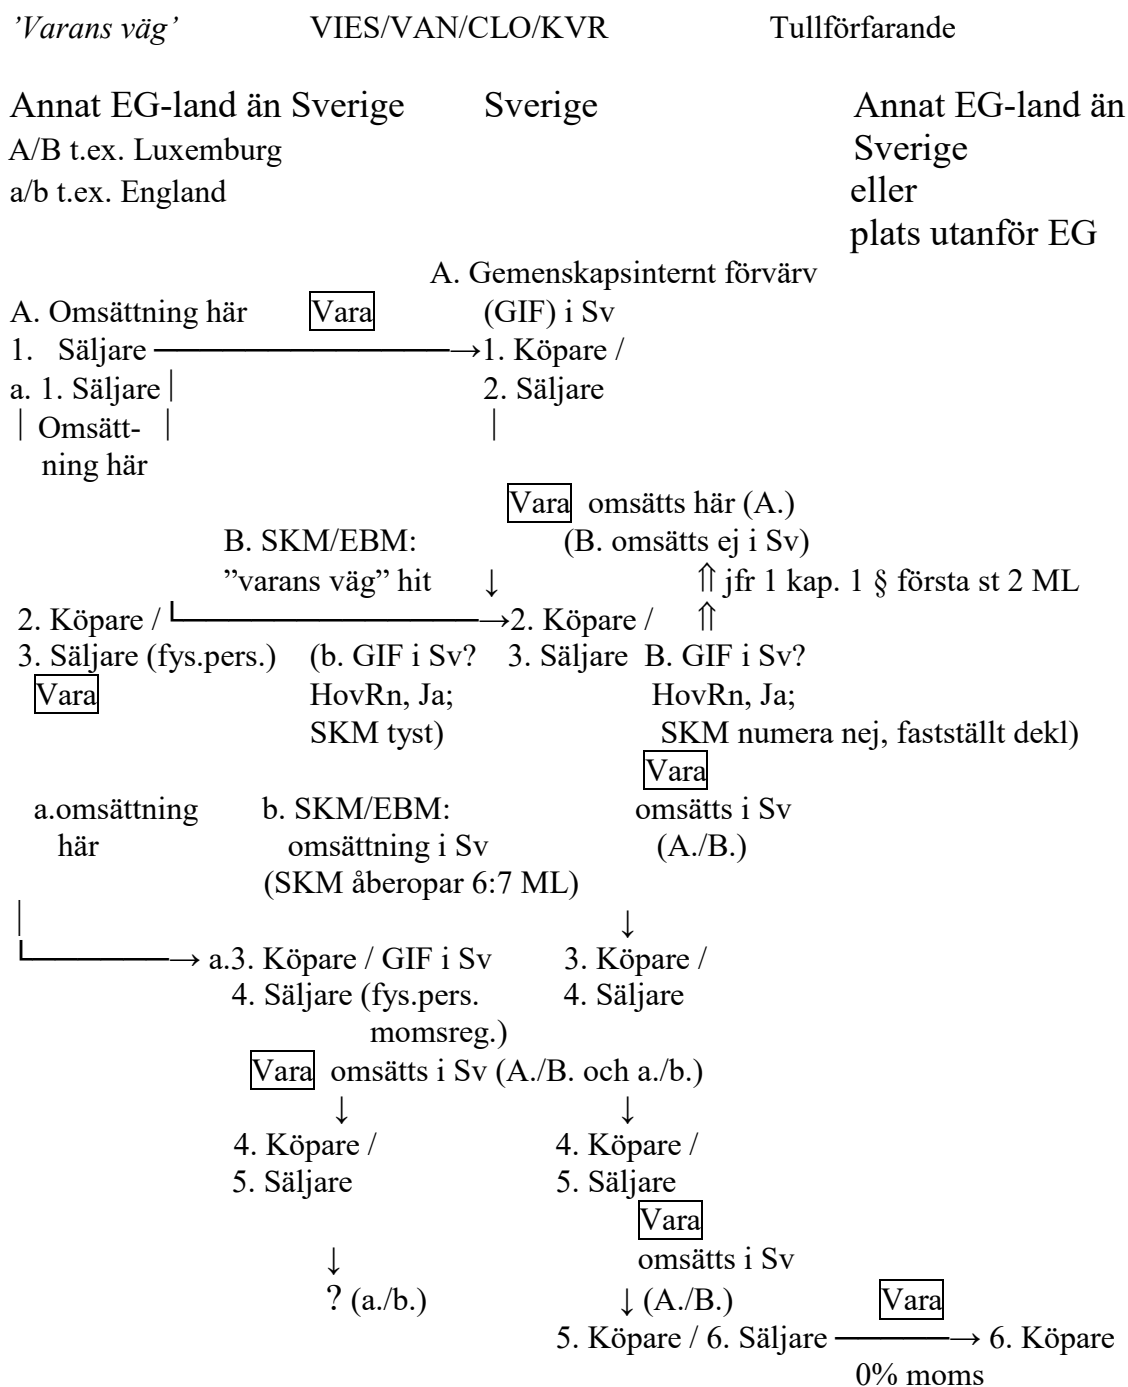 ’Varans väg’ VIES/VAN/CLO/KVR Tullförfarande
Annat EG-land än Sverige Sverige Annat EG-land än
A/B t.ex. Luxemburg Sverige
a/b t.ex. England eller
plats utanför EG
A. Gemenskapsinternt förvärv
A. Omsättning här Vara (GIF) i Sv
1. Säljare → 1. Köpare /
a. 1. Säljare | 2. Säljare
| Omsätt- | |
ning här
Vara omsätts här (A.)
B. SKM/EBM: (B. omsätts ej i Sv)
”varans väg” hit ↓ ⇑ jfr 1 kap. 1 § första st 2 ML
2. Köpare / → 2. Köpare / ⇑
3. Säljare (fys.pers.) (b. GIF i Sv? 3. Säljare B. GIF i Sv?
Vara HovRn, Ja; HovRn, Ja;
SKM tyst) SKM numera nej, fastställt dekl)
Vara
a.omsättning b. SKM/EBM: omsätts i Sv
här omsättning i Sv (A./B.)
(SKM åberopar 6:7 ML)
| ↓
→ a.3. Köpare / GIF i Sv 3. Köpare /
4. Säljare (fys.pers. 4. Säljare
momsreg.)
Vara omsätts i Sv (A./B. och a./b.)
↓ ↓
4. Köpare / 4. Köpare /
5. Säljare 5. Säljare
Vara
↓ omsätts i Sv
? (a./b.) ↓ (A./B.) Vara
5. Köpare / 6. Säljare → 6. Köpare
0% moms